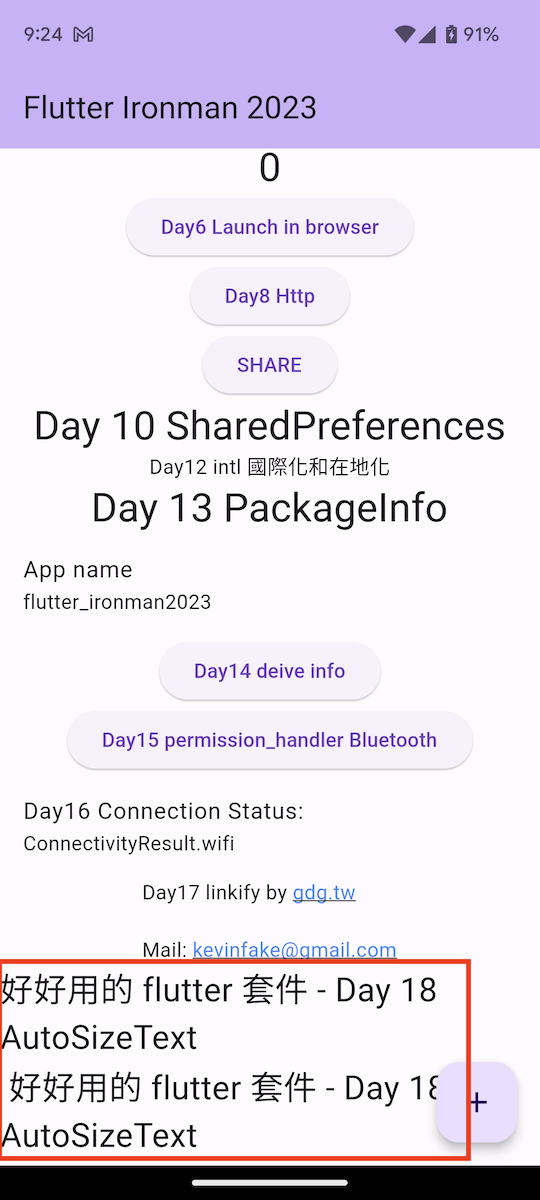 9:24
91%
Flutter Ironman 2023
0
Day6 Launch in browser
Day8 Http
SHARE
Day 10 SharedPreferences
Day12 intl 國際化和在地化
Day 13 PackageInfo
App name
flutter_ironman2023
Day14 deive info
Day15 permission_handler Bluetooth
Day16 Connection Status:
ConnectivityResult.wifi
Day17 linkify by gdg.tw
Mail: kevinfake@gmail.com
好好用的 flutter 套件 - Day 18
AutoSizeText
好好用的 flutter 套件 - Day 18
AutoSizeText
+